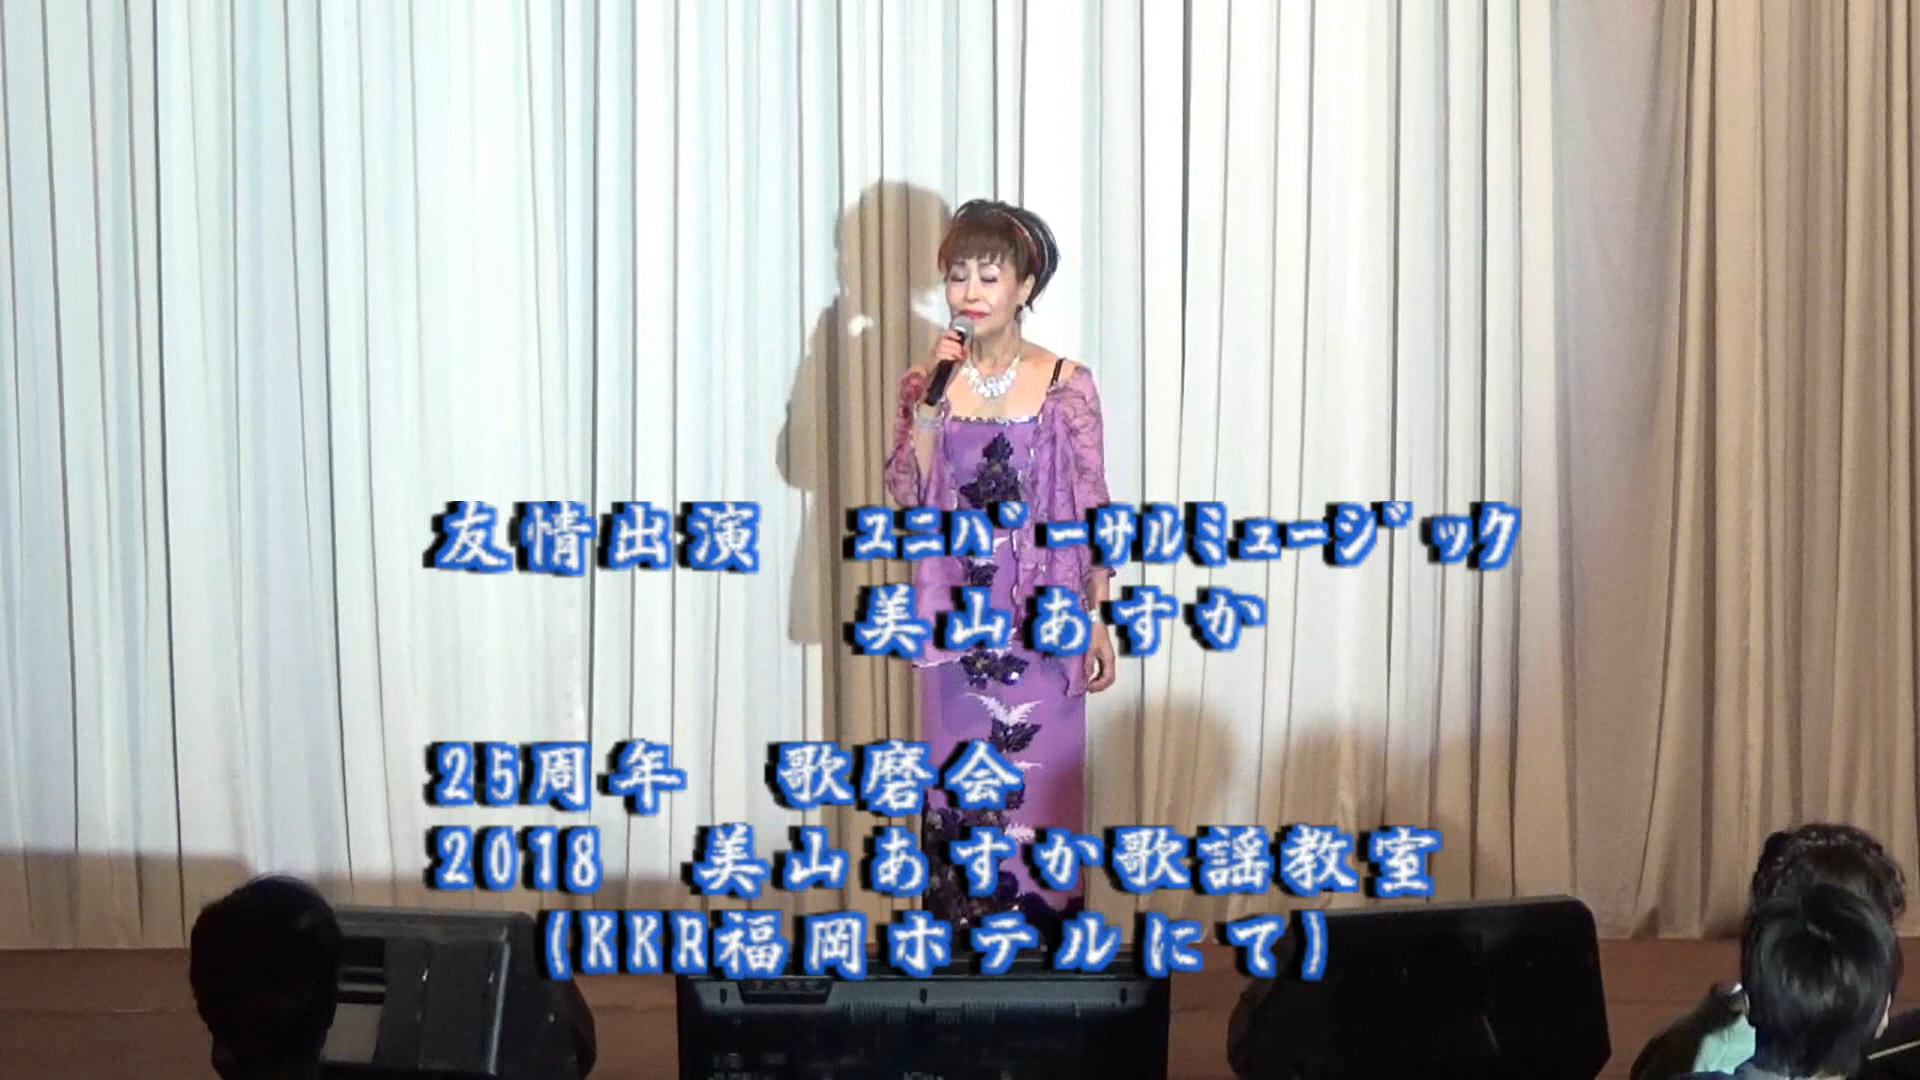 友情出演　ﾕﾆﾊﾞｰｻﾙﾐｭｰｼﾞｯｸ
美山あすか
25周年　歌磨会
2018　美山あすか歌謡教室
(KKR福岡ホテルにて)